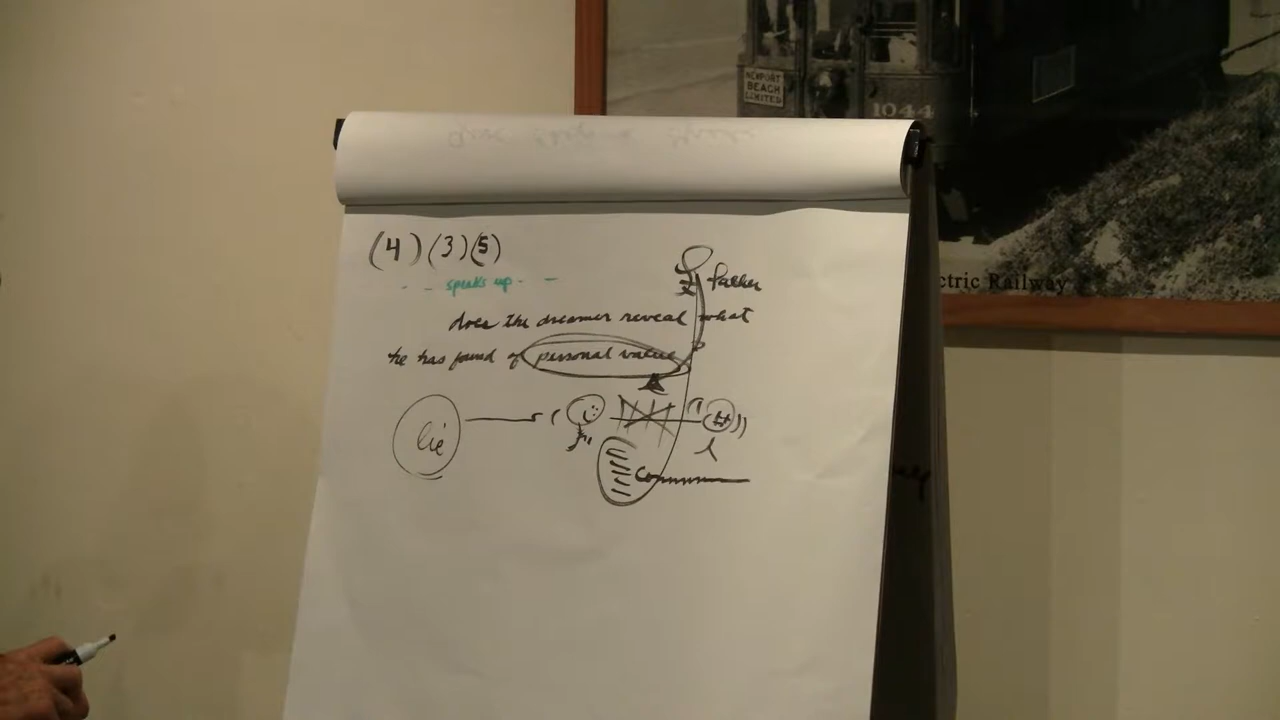 NEWPORT
BEACH
LIMITED
1044
ctric Railway
(4)(3)(5)
speaks up
father
does the dreamer reveal what
he has found of personal value
lie